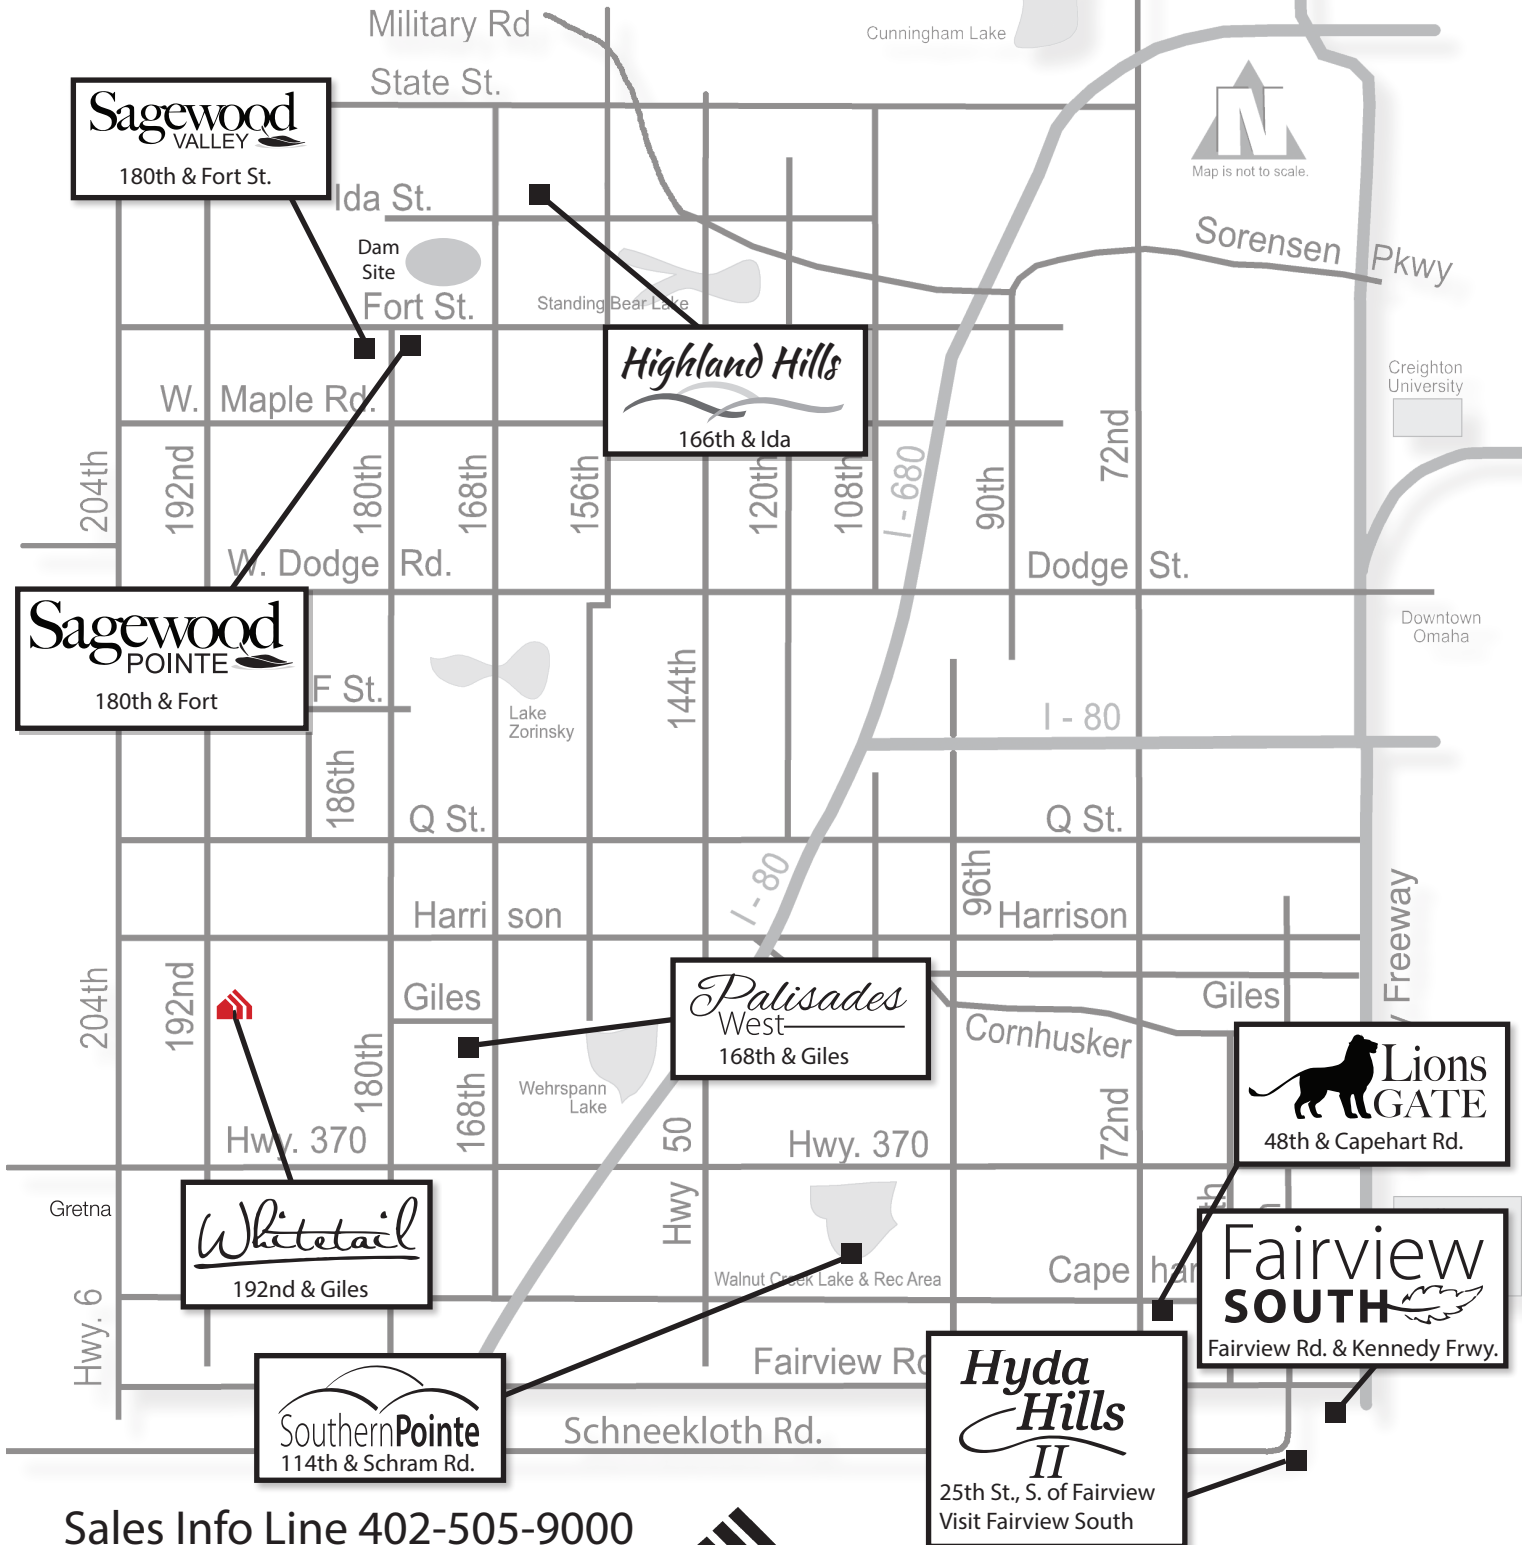 Military Rd
Cunningham Lake
State St.
Sagewood
VALLEY
180th & Fort St.
N
Map is not to scale.
Ida St.
Dam
Site
Sorensen Pkwy
Standing Bear Lake
Fort St.
Highland Hills
166th & Ida
W. Maple Rd.
Creighton
University
204th
192nd
180th
168th
156th
120th
108th
I - 680
90th
72nd
W. Dodge Rd.
Dodge St.
Sagewood
POINTE
180th & Fort
Downtown
Omaha
F St.
Lake
Zorinsky
144th
I - 80
186th
Q St.
Q St.
I - 80
96th
Harrison
Harrison
Freeway
204th
192nd
Giles
Palisades
West
168th & Giles
Giles
Cornhusker
180th
168th
Wehrspann
Lake
Lions
GATE
48th & Capehart Rd.
Hwy. 370
50
Hwy
Hwy. 370
72nd
Gretna
Whitetail
192nd & Giles
Walnut Creek Lake & Rec Area
Cape har
Fairview
SOUTH
Fairview Rd. & Kennedy Frwy.
Hwy. 6
Fairview Rd
SouthernPointe
114th & Schram Rd.
Schneekloth Rd.
Hyda
Hills
II
25th St., S. of Fairview
Visit Fairview South
Sales Info Line 402-505-9000